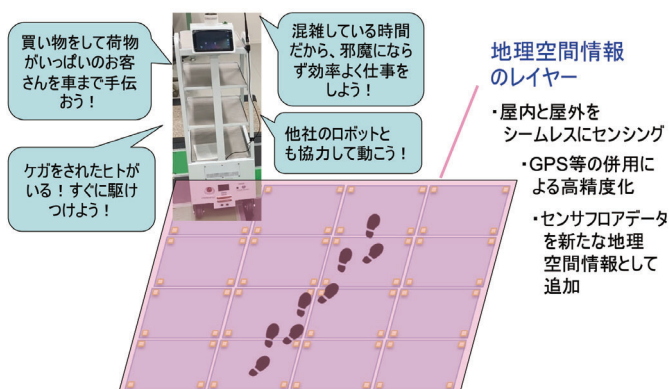 買い物をして荷物
がいっぱいのお客
さんを車まで手伝
おう！
混雑している時間
だから、邪魔になら
ず効率よく仕事を
しよう！
ケガをされたヒトが
いる！すぐに駆け
つけよう！
他社のロボットと
も協力して動こう！
地理空間情報
のレイヤー
・屋内と屋外を
シームレスにセンシング
・GPS等の併用に
よる高精度化
・センサフロアデータ
を新たな地理
空間情報として
追加